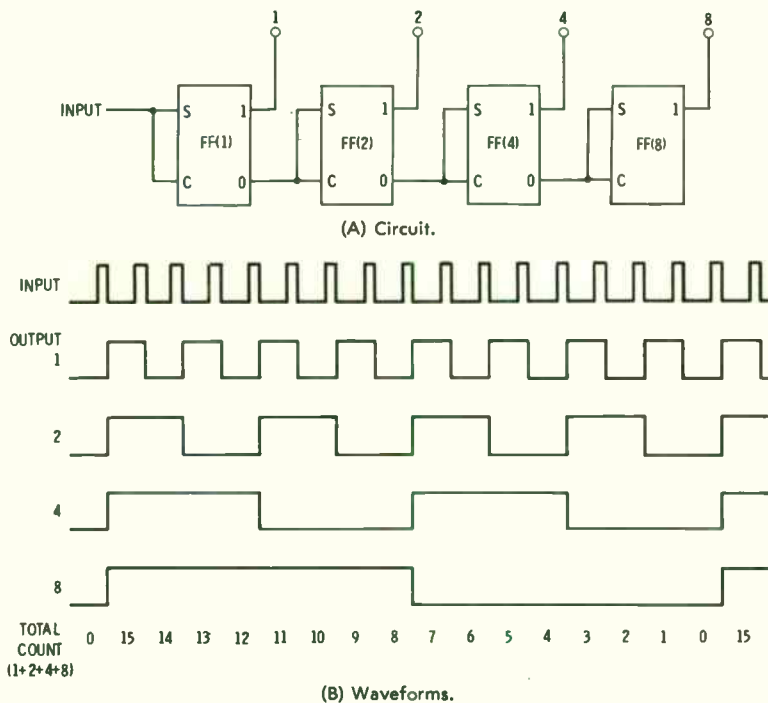 1 2 4 8
INPUT S 1 S 1 S 1 S 1
FF(1) FF(2) FF(4) FF(8)
C 0 C 0 C 0 C
(A) Circuit.
INPUT
OUTPUT
1
2
4
8
TOTAL 0 15 14 13 12 11 10 9 8 7 6 5 4 3 2 1 0 15
COUNT
(1+2+4+8)
(B) Waveforms.